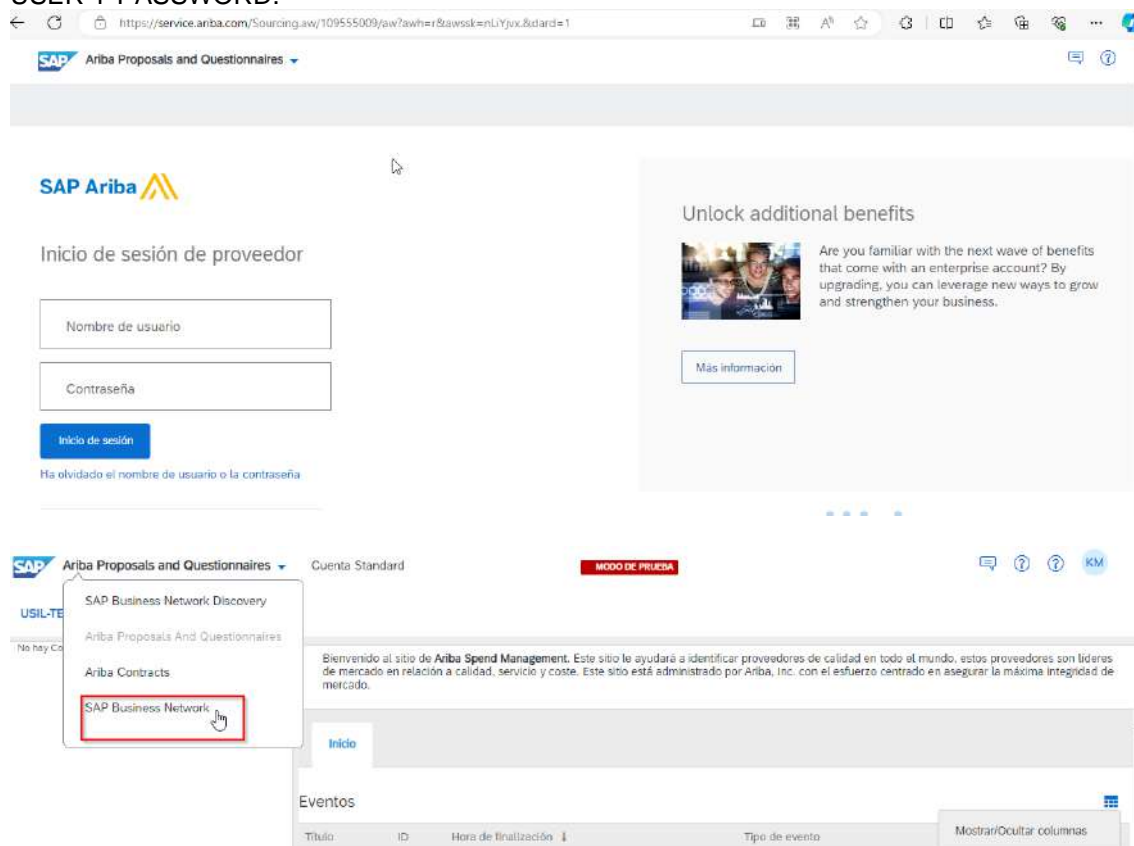 https://service.ariba.com/Sourcing.aw/109555009/aw?awh=r&awssk=nLiYjvx.&dard=1
SAP Ariba Proposals and Questionnaires
SAP Ariba
Inicio de sesión de proveedor
Nombre de usuario
Contraseña
Inicio de sesión
Ha olvidado el nombre de usuario o la contraseña
Unlock additional benefits
Are you familiar with the next wave of benefits
that come with an enterprise account? By
upgrading, you can leverage new ways to grow
and strengthen your business.
Más información
SAP Ariba Proposals and Questionnaires Cuenta Standard MODO DE PRUEBA KM
USIL-TE
SAP Business Network Discovery
Ariba Proposals And Questionnaires
Ariba Contracts
SAP Business Network
No hay Co
Bienvenido al sitio de Ariba Spend Management. Este sitio le ayudará a identificar proveedores de calidad en todo el mundo, estos proveedores son líderes
de mercado en relación a calidad, servicio y coste. Este sitio está administrado por Ariba, Inc. con el esfuerzo centrado en asegurar la máxima integridad de
mercado.
Inicio
Eventos
Título ID Hora de finalización ↓ Tipo de evento
Mostrar/Ocultar columnas